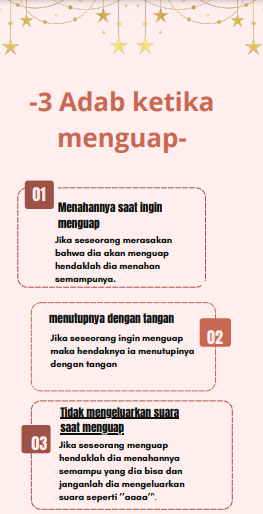 -3 Adab ketika
menguap-
01
Menahannya saat ingin
menguap
Jika seseorang merasakan
bahwa dia akan menguap
hendaklah dia menahan
semampunya.
menutupnya dengan tangan
02
Jika seseorang ingin menguap
maka hendaknya ia menutupinya
dengan tangan
Tidak mengeluarkan suara
saat menguap
03
Jika seseorang menguap
hendaklah dia menahannya
semampu yang dia bisa dan
janganlah dia mengeluarkan
suara seperti "aaaa".